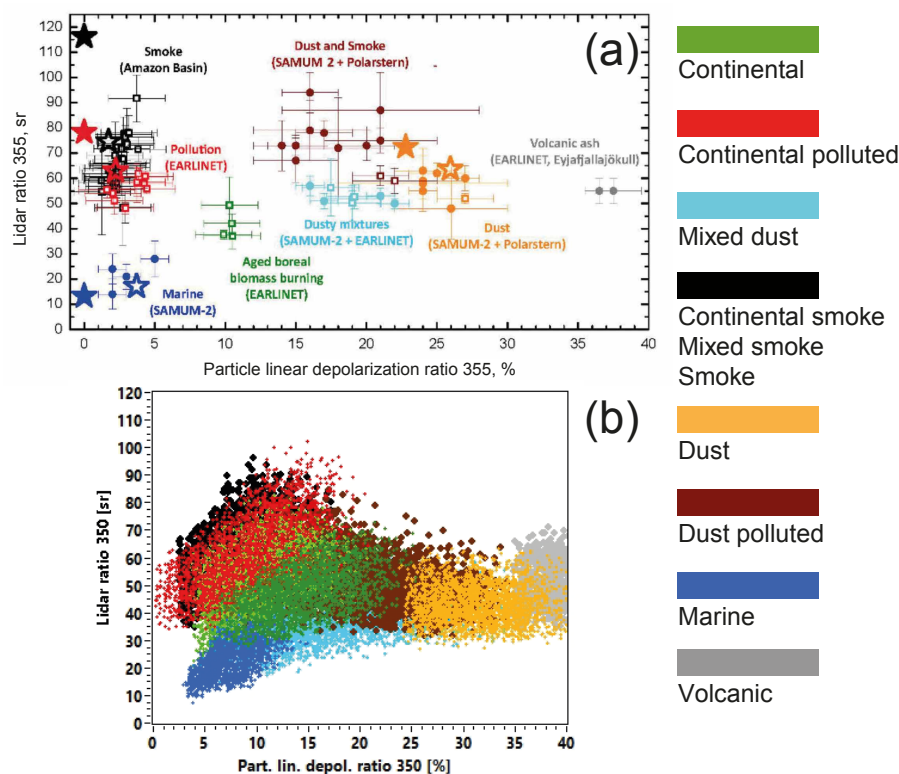 (a)
120
110
100
90
80
70
60
50
40
30
20
10
0
Lidar ratio 355, sr
Smoke
(Amazon Basin)
Dust and Smoke
(SAMUM-2 + Polarstern)
Pollution
(EARLINET)
Volcanic ash
(EARLINET, Eyjafjallajökull)
Dusty mixtures
(SAMUM-2 + EARLINET)
Dust
(SAMUM-2 + Polarstern)
Aged boreal
biomass burning
(EARLINET)
Marine
(SAMUM-2)
0 5 10 15 20 25 30 35 40
Particle linear depolarization ratio 355, %
(b)
120
110
100
90
80
70
60
50
40
30
20
10
0
Lidar ratio 350 [sr]
0 5 10 15 20 25 30 35 40
Part. lin. depol. ratio 350 [%]
Continental
Continental polluted
Mixed dust
Continental smoke
Mixed smoke
Smoke
Dust
Dust polluted
Marine
Volcanic